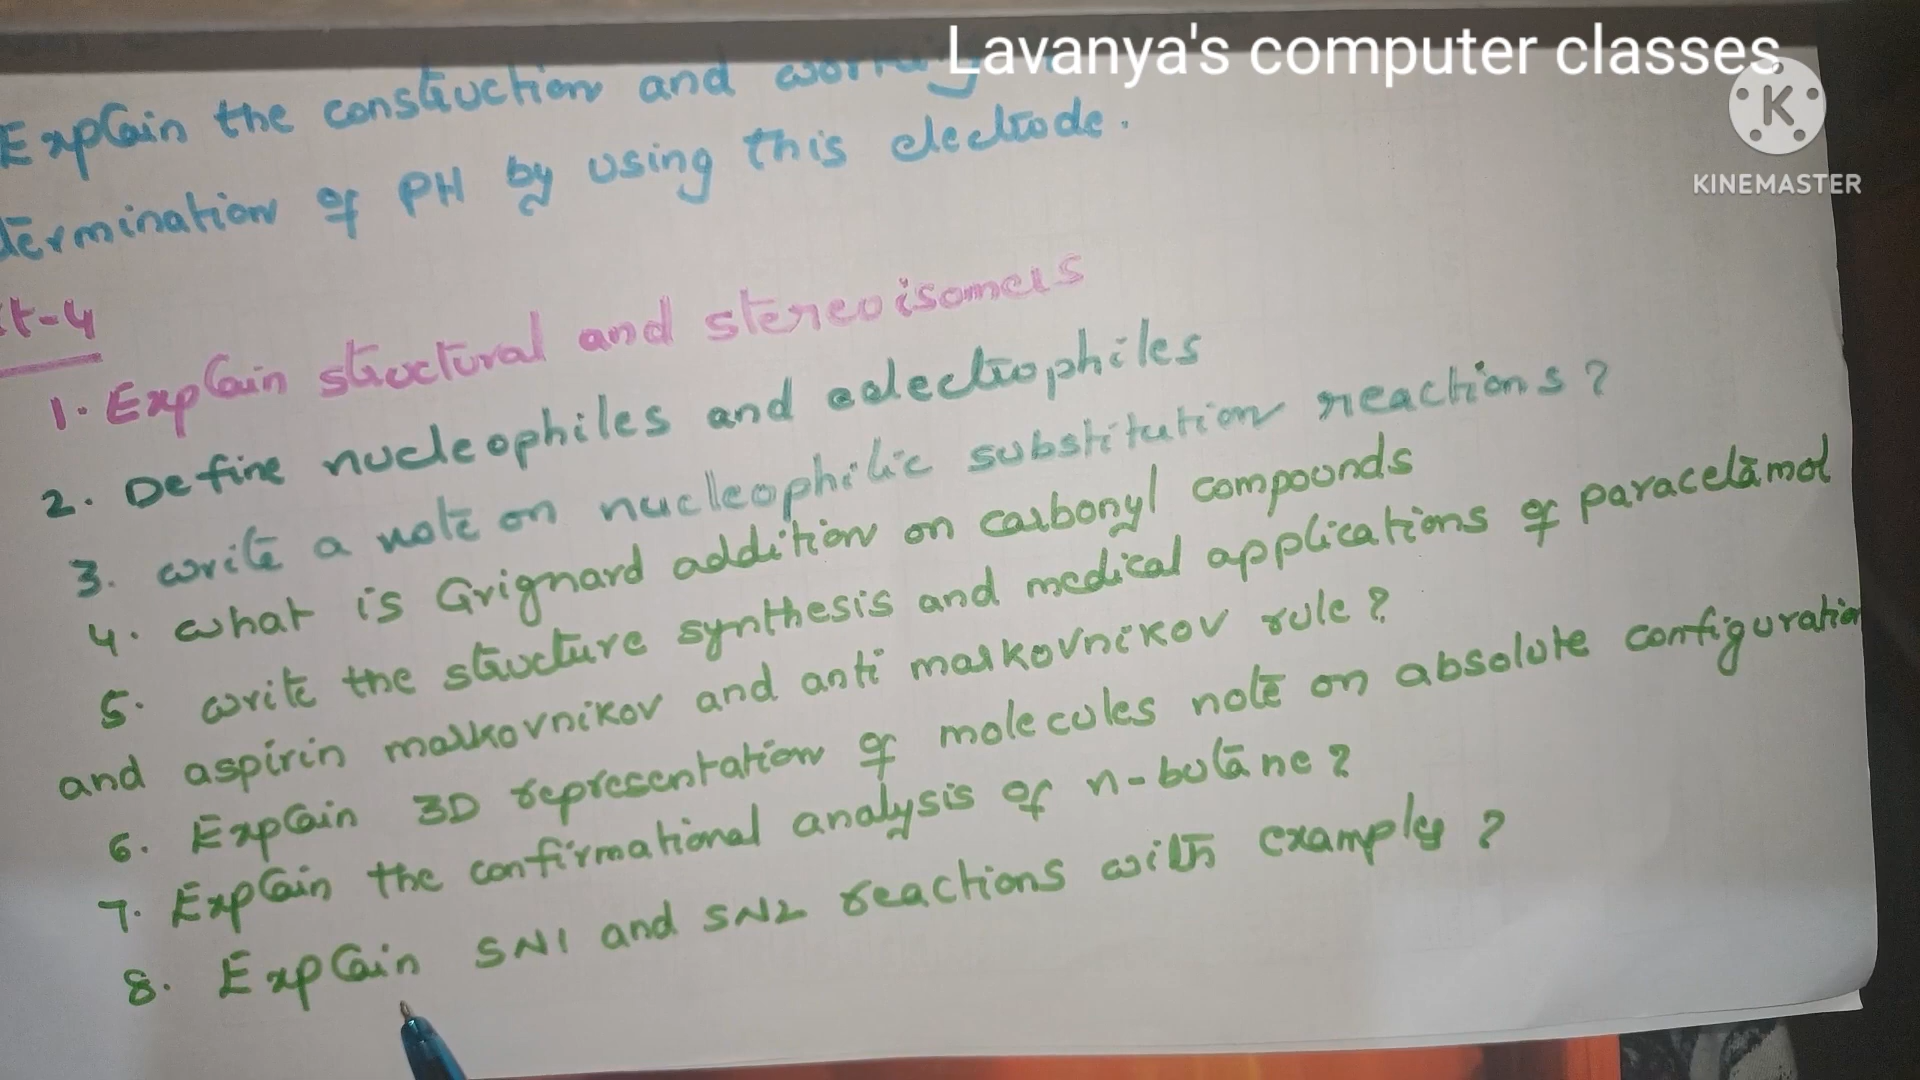 Lavanya's computer classes
K
KINEMASTER
Explain the construction and
termination of PH by using this electrode.
it-4
1. Explain structural and stereoisomers
2. Define nucleophiles and eelectrophiles
3. write a note on nucleophilic substitution reactions?
4. what is Grignard addition on carbonyl compounds
5. write the structure synthesis and medical applications of paracetamol
and aspirin markovnikov and anti markovnikov rule?
6. Explain 3D representation of molecules note on absolute configuration
7. Explain the confirmational analysis of n-butane?
8. Explain SN1 and SN2 reactions with examples?